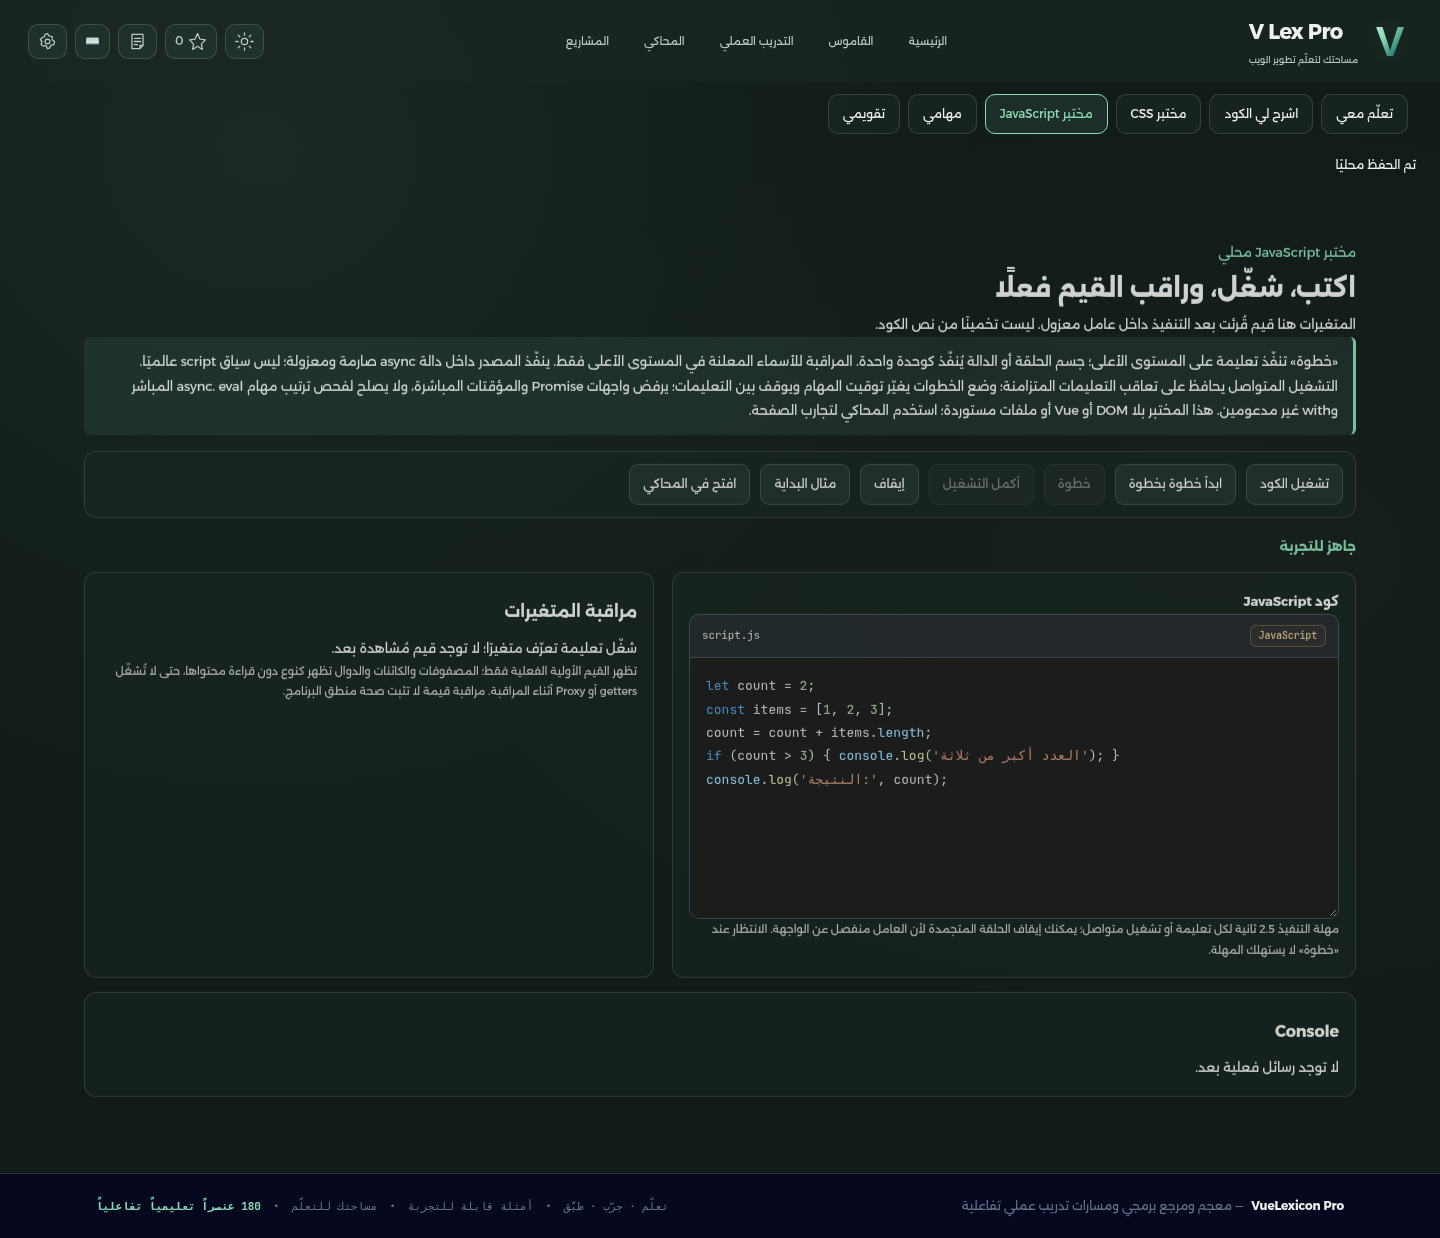 V
V Lex Pro
مساحتك لتعلّم تطوير الويب
الرئيسية
القاموس
التدريب العملي
المحاكي
المشاريع
0
تعلّم معي
اشرح لي الكود
مختبر CSS
مختبر JavaScript
مهامي
تقويمي
تم الحفظ محليًا
مختبر JavaScript محلي
اكتب، شغّل، وراقب القيم فعلًا
المتغيرات هنا قيم قُرئت بعد التنفيذ داخل عامل معزول. ليست تخمينًا من نص الكود.
«خطوة» تنفّذ تعليمة على المستوى الأعلى؛ جسم الحلقة أو الدالة يُنفَّذ كوحدة واحدة. المراقبة للأسماء المعلنة في المستوى الأعلى فقط. ينفّذ المصدر داخل دالة async صارمة ومعزولة؛ ليس سياق script عالميًا.
التشغيل المتواصل يحافظ على تعاقب التعليمات المتزامنة؛ وضع الخطوات يغيّر توقيت المهام ويوقف بين التعليمات؛ يرفض واجهات Promise والمؤقتات المباشرة، ولا يصلح لفحص ترتيب مهام async. eval المباشر
وwith غير مدعومين. هذا المختبر بلا DOM أو Vue أو ملفات مستوردة؛ استخدم المحاكي لتجارب الصفحة.
تشغيل الكود
ابدأ خطوة بخطوة
خطوة
أكمل التشغيل
إيقاف
مثال البداية
افتح في المحاكي
جاهز للتجربة
كود JavaScript
JavaScript
script.js
let count = 2;
const items = [1, 2, 3];
count = count + items.length;
if (count > 3) { console.log('العدد أكبر من ثلاثة'); }
console.log('النتيجة:', count);
مهلة التنفيذ 2.5 ثانية لكل تعليمة أو تشغيل متواصل؛ يمكنك إيقاف الحلقة المتجمدة لأن العامل منفصل عن الواجهة. الانتظار عند
«خطوة» لا يستهلك المهلة.
مراقبة المتغيرات
شغّل تعليمة تعرّف متغيرًا؛ لا توجد قيم مُشاهدة بعد.
تظهر القيم الأولية الفعلية فقط؛ المصفوفات والكائنات والدوال تظهر كنوع دون قراءة محتواها، حتى لا تُشغَّل
getters أو Proxy أثناء المراقبة. مراقبة قيمة لا تثبت صحة منطق البرنامج.
Console
لا توجد رسائل فعلية بعد.
VueLexicon Pro — معجم ومرجع برمجي ومسارات تدريب عملي تفاعلية
تعلّم · جرّب · طبّق • أمثلة قابلة للتجربة • مساحتك للتعلّم • 180 عنصراً تعليمياً تفاعلياً